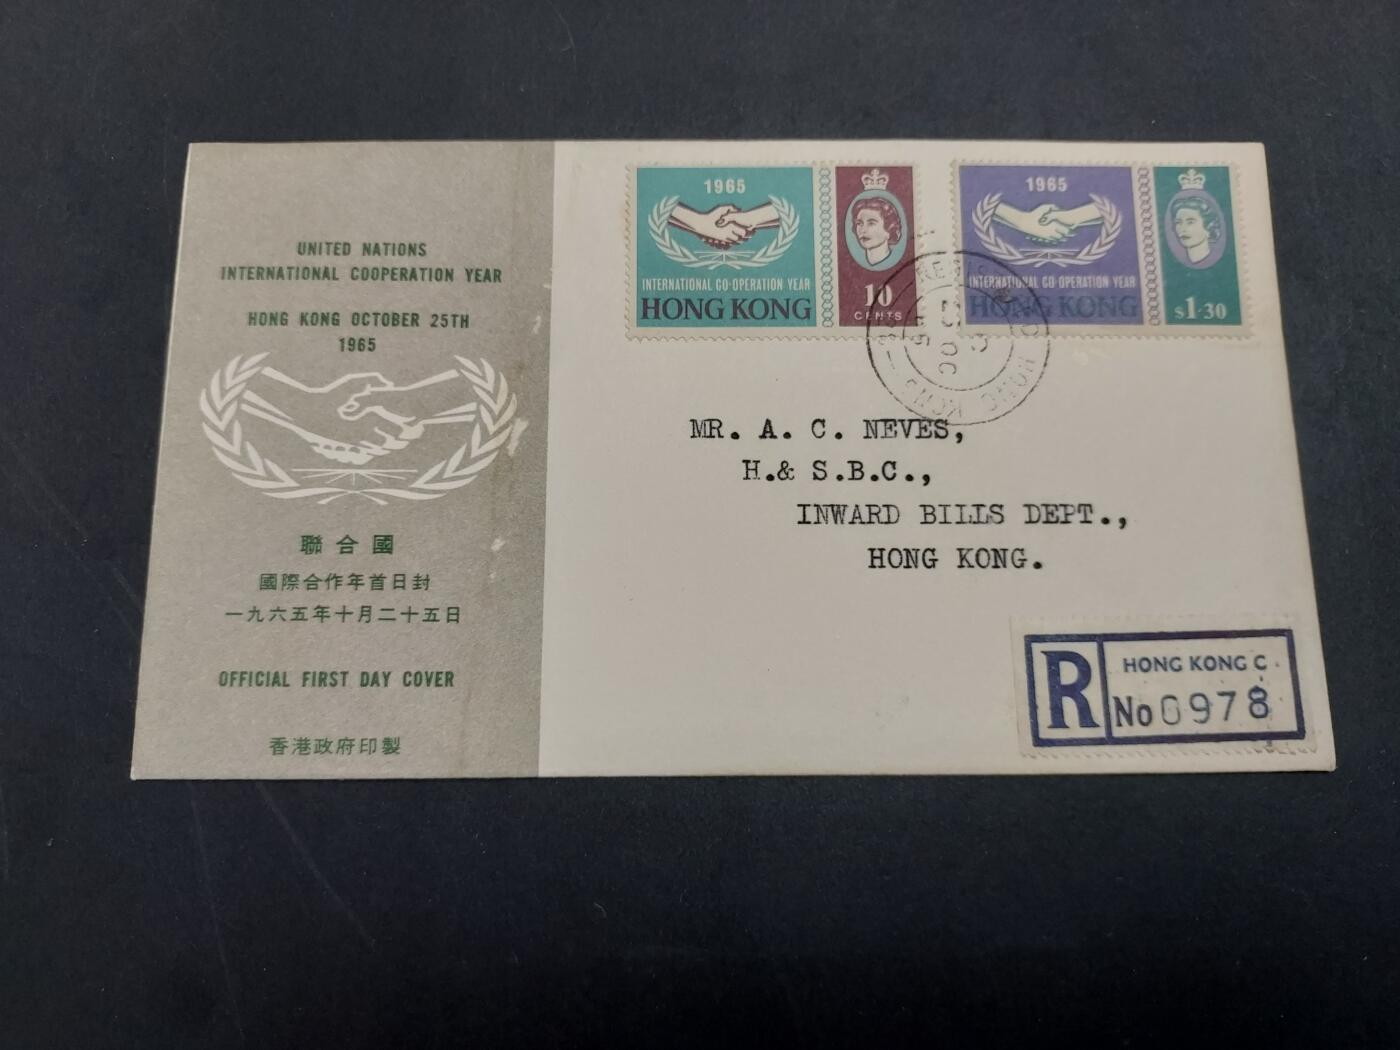 UNITED NATIONS
INTERNATIONAL COOPERATION YEAR
HONG KONG OCTOBER 25TH
1965
聯合國
國際合作年首日封
一九六五年十月二十五日
OFFICIAL FIRST DAY COVER
香港政府印製
1965
INTERNATIONAL CO-OPERATION YEAR
HONG KONG
10
CENTS
1965
INTERNATIONAL CO-OPERATION YEAR
HONG KONG
$1·30
HONG KONG
MR. A. C. NEVES,
H.& S.B.C.,
INWARD BILLS DEPT.,
HONG KONG.
R
HONG KONG C.
No 0978